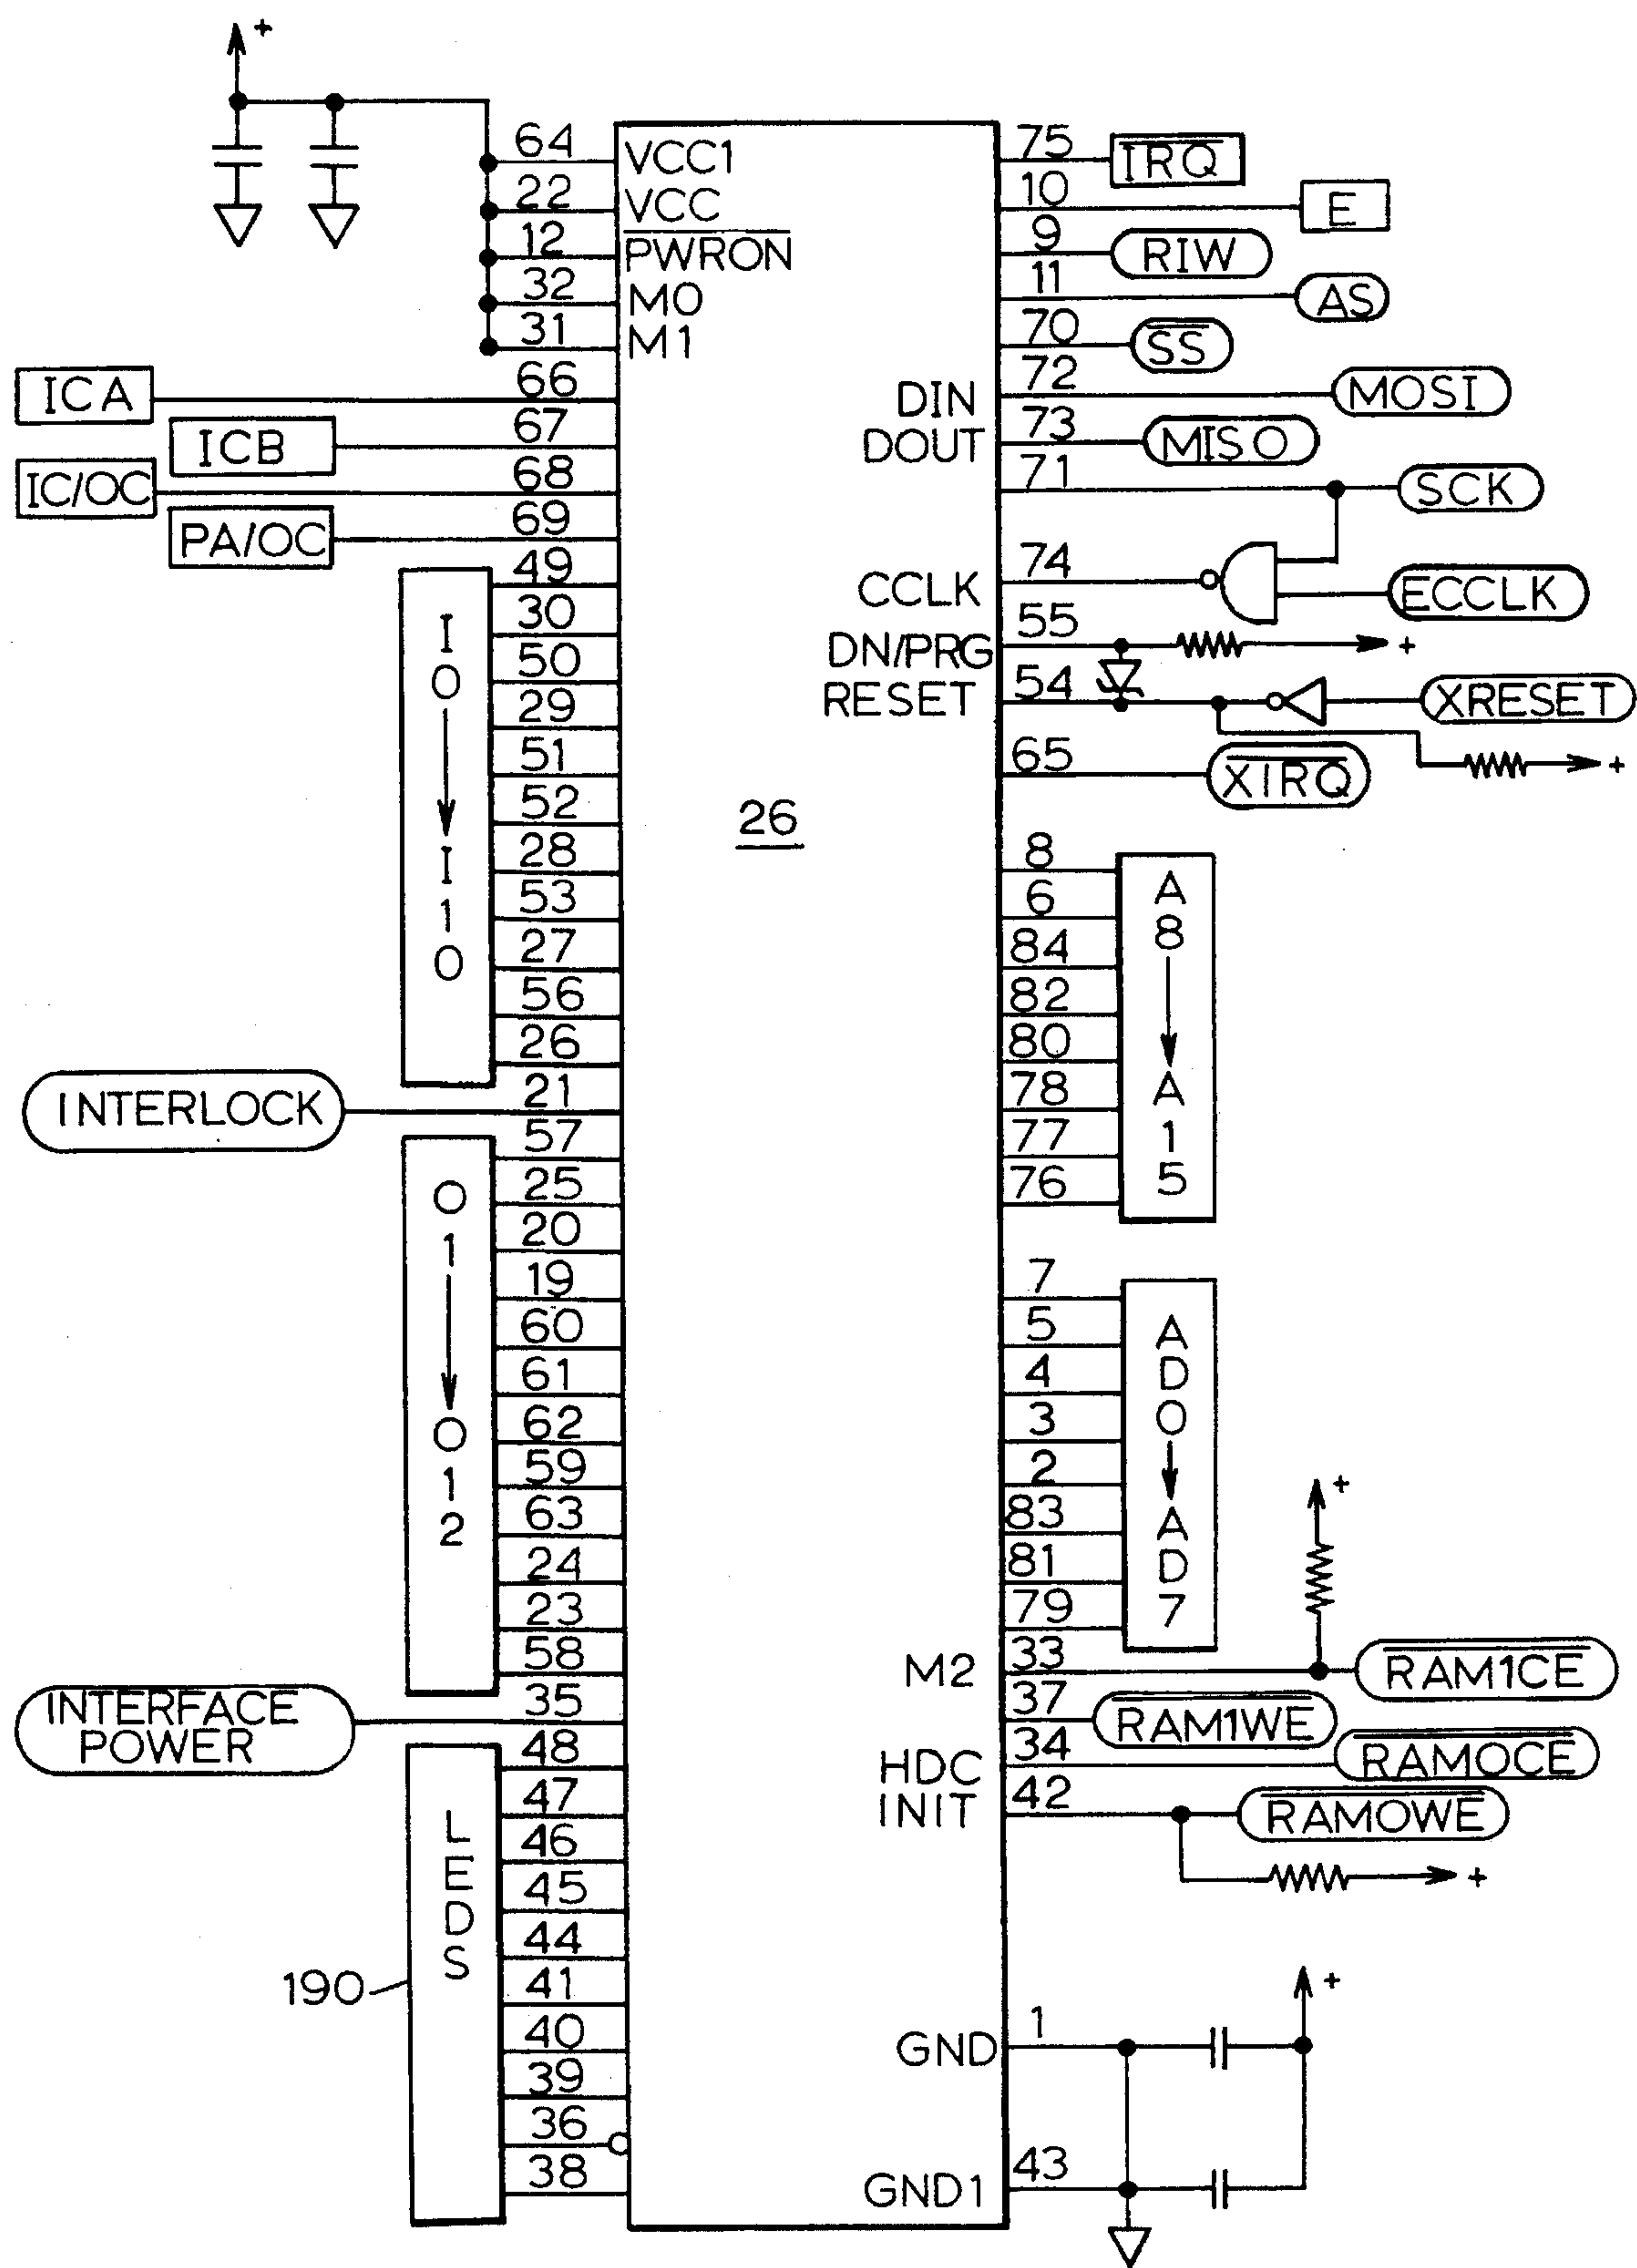 +
64 VCC1
22 VCC
12 PWRON
32 M0
31 M1
ICA 66
ICB 67
IC/OC 68
PA/OC 69
I0 I10
49
30
50
29
51
52
28
53
27
56
26
INTERLOCK 21
O1 O12
57
25
20
19
60
61
62
59
63
24
23
58
INTERFACE
POWER
35
LEDS
190
48
47
46
45
44
41
40
39
36
38
26
75 IRQ
10 E
9 RIW
11 AS
70 SS
DIN 72 MOSI
DOUT 73 MISO
71 SCK
CCLK 74 ECCLK
DN/PRG 55 +
RESET 54 XRESET
+
65 XIRQ
A8 A15
8
6
84
82
80
78
77
76
AD0 AD7
7
5
4
3
2
83
81
79
+
M2 33 RAM1CE
37 RAM1WE
HDC 34 RAM0CE
INIT 42 RAM0WE
+
+
GND 1
GND1 43